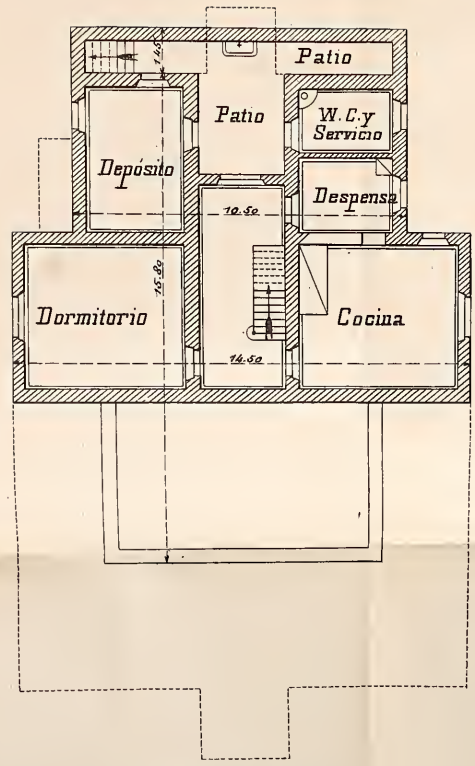 1.45
Patio
Patio
W.C. y
Servicio
Depósito
Despensa
10.50
15.80
Dormitorio
Cocina
14.50